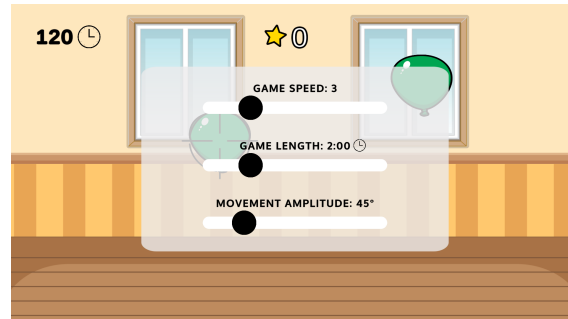 120
0
GAME SPEED: 3
GAME LENGTH: 2:00
MOVEMENT AMPLITUDE: 45°